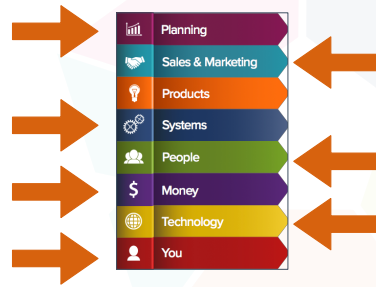 Planning
Sales & Marketing
Products
Systems
People
$ Money
Technology
You